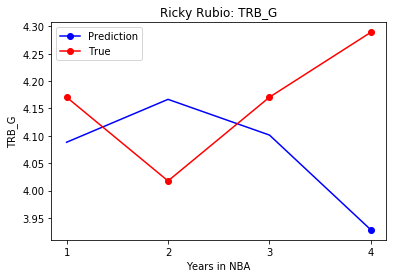 Ricky Rubio: TRB_G
Prediction
True
TRB_G
4.30
4.25
4.20
4.15
4.10
4.05
4.00
3.95
1 2 3 4
Years in NBA